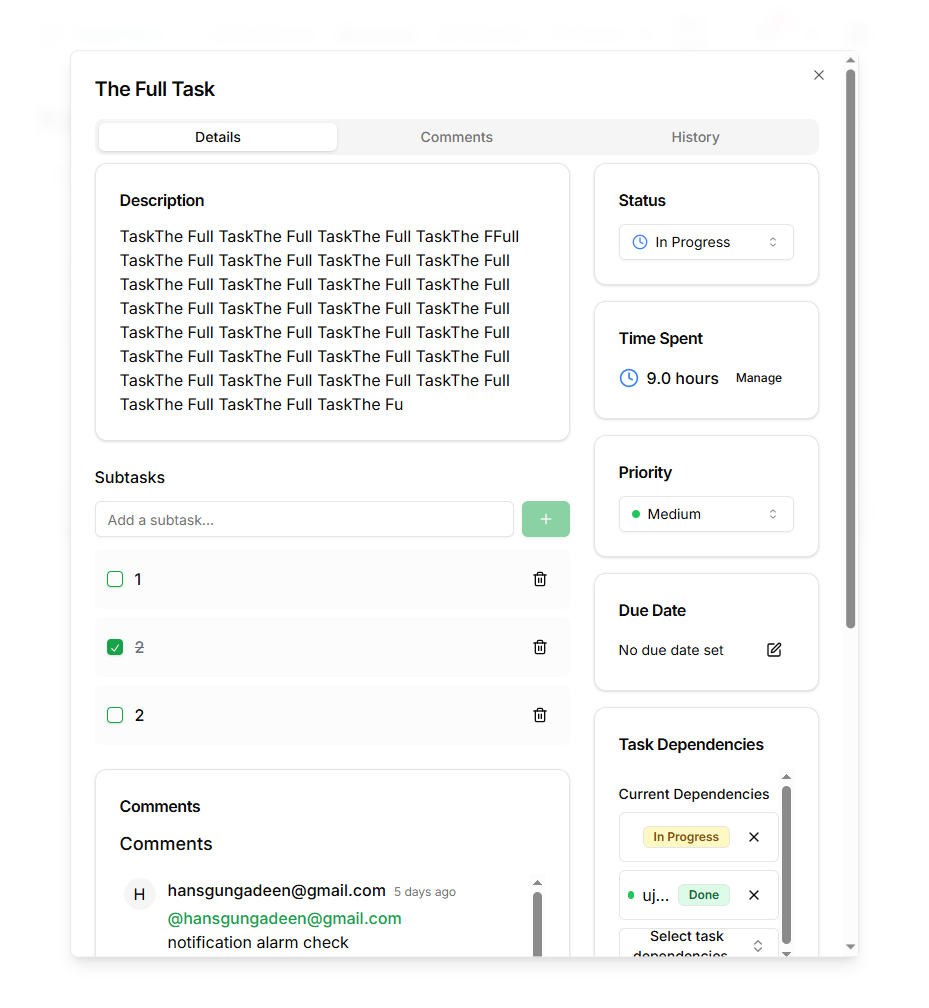 The Full Task
Details
Comments
History
Description
TaskThe Full TaskThe Full TaskThe Full TaskThe FFull
TaskThe Full TaskThe Full TaskThe Full TaskThe Full
TaskThe Full TaskThe Full TaskThe Full TaskThe Full
TaskThe Full TaskThe Full TaskThe Full TaskThe Full
TaskThe Full TaskThe Full TaskThe Full TaskThe Full
TaskThe Full TaskThe Full TaskThe Full TaskThe Full
TaskThe Full TaskThe Full TaskThe Full TaskThe Full
TaskThe Full TaskThe Full TaskThe Fu
Subtasks
Add a subtask...
1
2
2
Comments
Comments
H
hansgungadeen@gmail.com 5 days ago
@hansgungadeen@gmail.com
notification alarm check
Status
In Progress
Time Spent
9.0 hours Manage
Priority
Medium
Due Date
No due date set
Task Dependencies
Current Dependencies
In Progress
uj... Done
Select task
dependencies